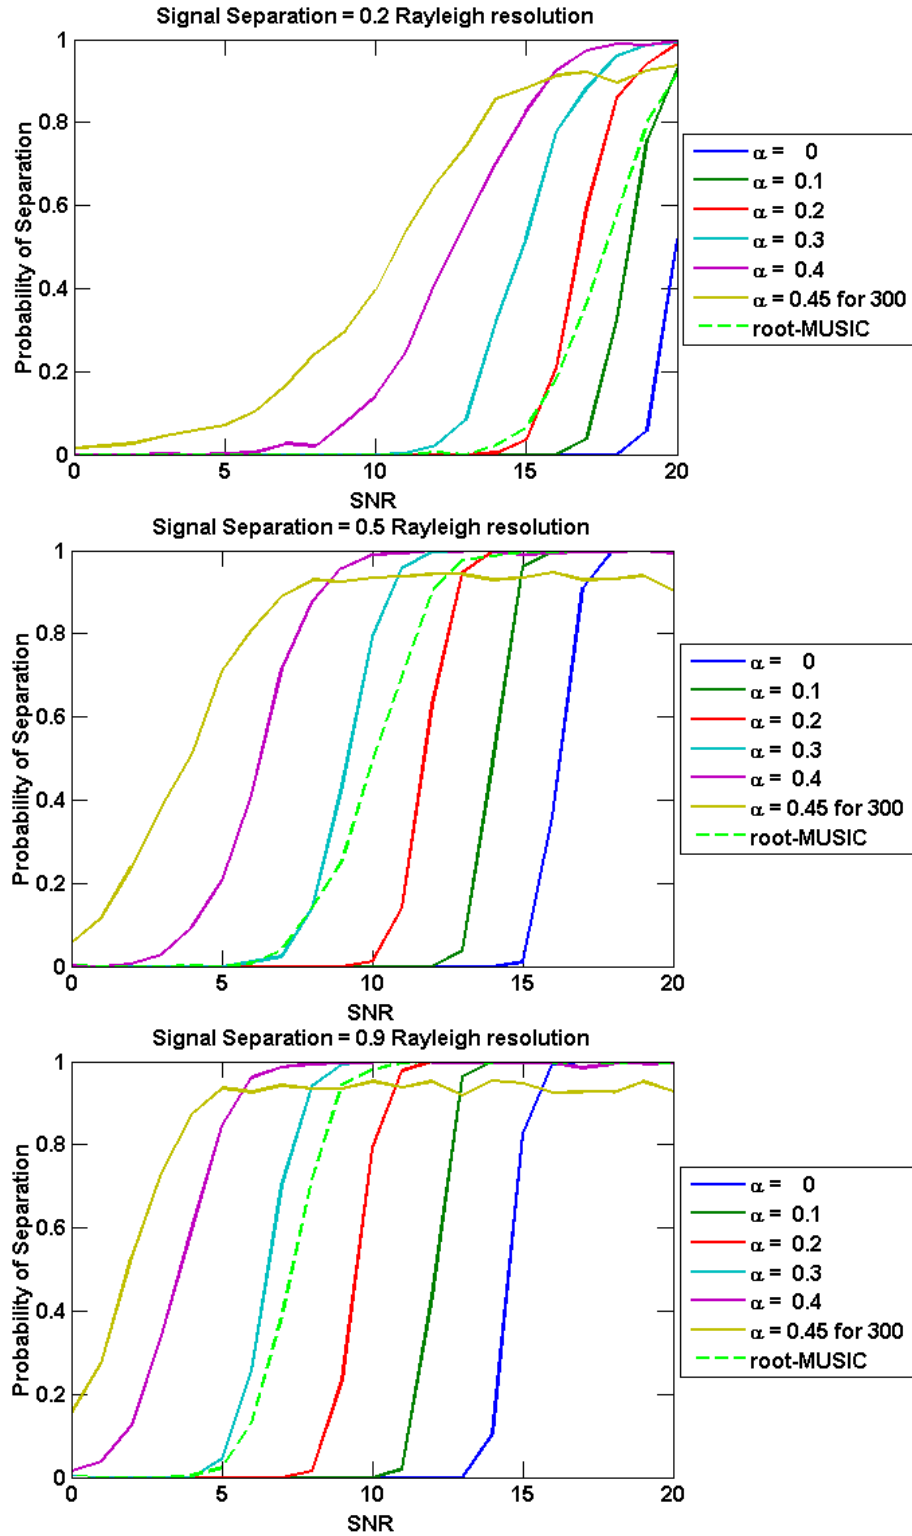 Signal Separation = 0.2 Rayleigh resolution
1
0.8
0.6
0.4
0.2
0
0
5
10
15
20
Probability of Separation
SNR
α = 0
α = 0.1
α = 0.2
α = 0.3
α = 0.4
α = 0.45 for 300
root-MUSIC
Signal Separation = 0.5 Rayleigh resolution
1
0.8
0.6
0.4
0.2
0
0
5
10
15
20
Probability of Separation
SNR
α = 0
α = 0.1
α = 0.2
α = 0.3
α = 0.4
α = 0.45 for 300
root-MUSIC
Signal Separation = 0.9 Rayleigh resolution
1
0.8
0.6
0.4
0.2
0
0
5
10
15
20
Probability of Separation
SNR
α = 0
α = 0.1
α = 0.2
α = 0.3
α = 0.4
α = 0.45 for 300
root-MUSIC